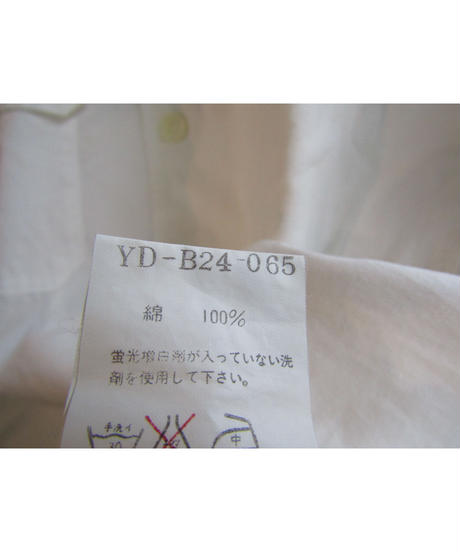 YD-B24-065
綿 100%
蛍光増白剤が入っていない洗
剤を使用して下さい。
手洗イ
30
中